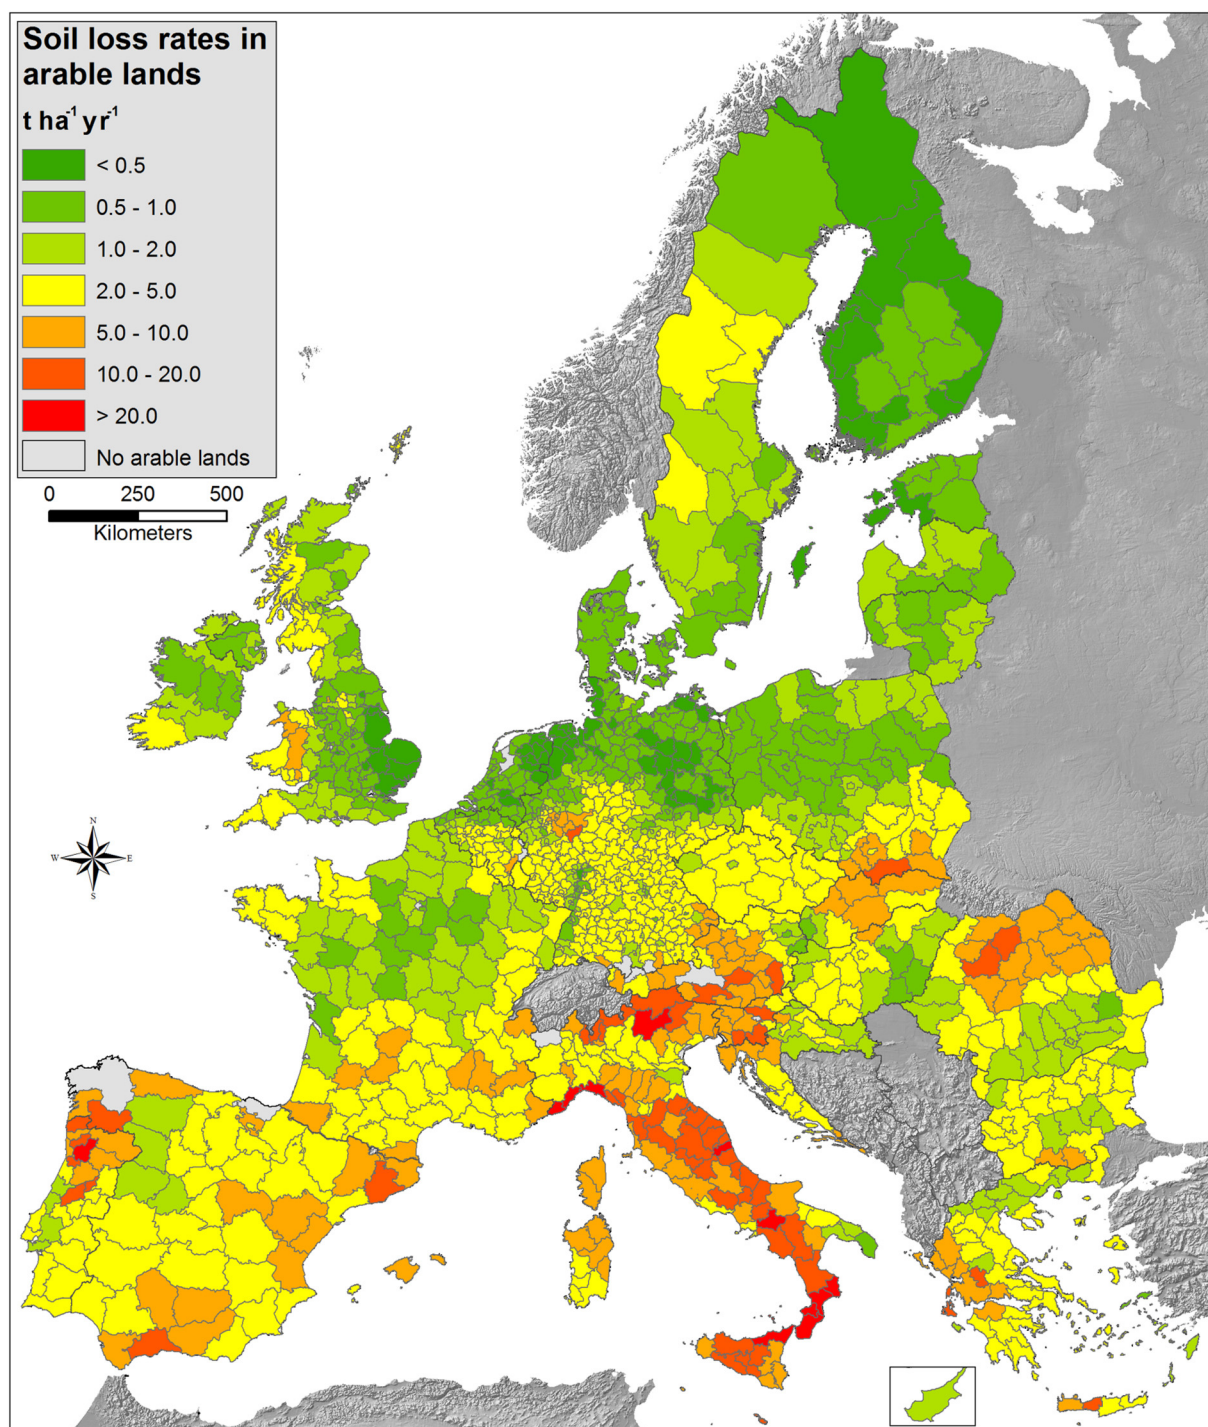 Soil loss rates in
arable lands
t ha⁻¹ yr⁻¹
< 0.5
0.5 - 1.0
1.0 - 2.0
2.0 - 5.0
5.0 - 10.0
10.0 - 20.0
> 20.0
No arable lands
0 250 500
Kilometers
N
W E
S